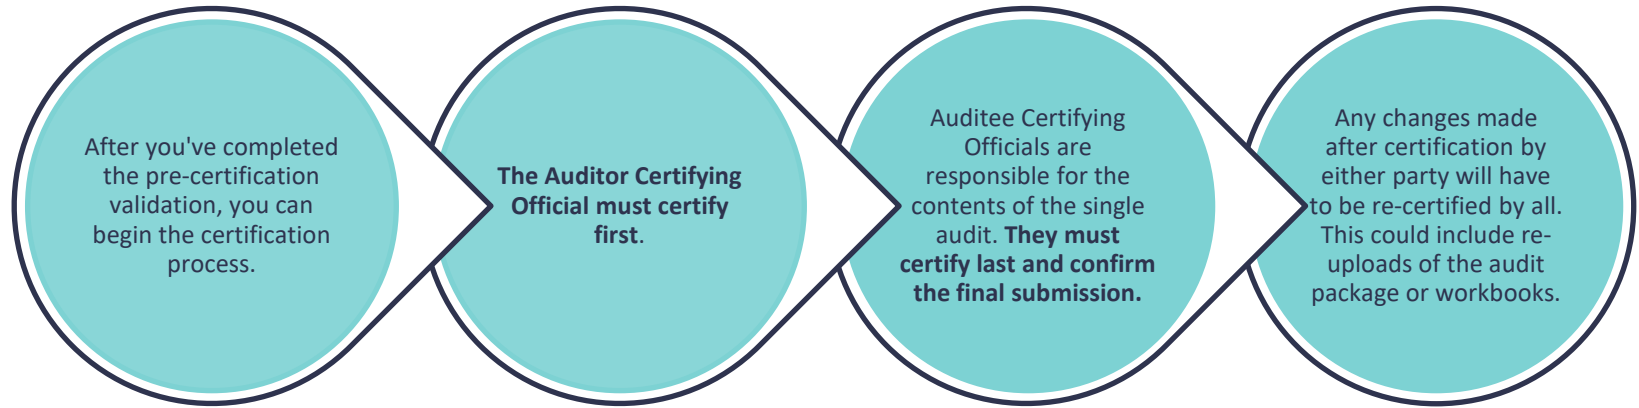 After you've completed
the pre-certification
validation, you can
begin the certification
process.
The Auditor Certifying
Official must certify
first.
Auditee Certifying
Officials are
responsible for the
contents of the single
audit. They must
certify last and confirm
the final submission.
Any changes made
after certification by
either party will have
to be re-certified by all.
This could include re-
uploads of the audit
package or workbooks.